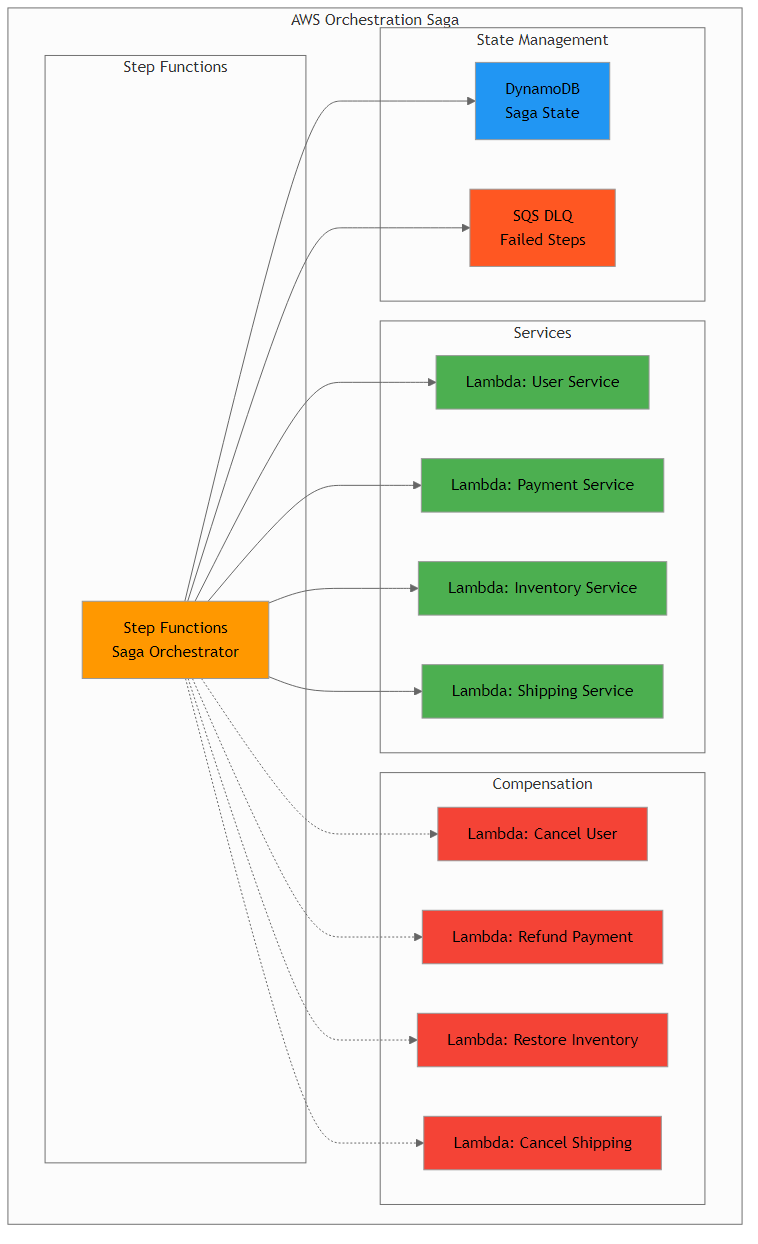 AWS Orchestration Saga
Step Functions
State Management
DynamoDB
Saga State
SQS DLQ
Failed Steps
Services
Lambda: User Service
Lambda: Payment Service
Lambda: Inventory Service
Lambda: Shipping Service
Step Functions
Saga Orchestrator
Compensation
Lambda: Cancel User
Lambda: Refund Payment
Lambda: Restore Inventory
Lambda: Cancel Shipping